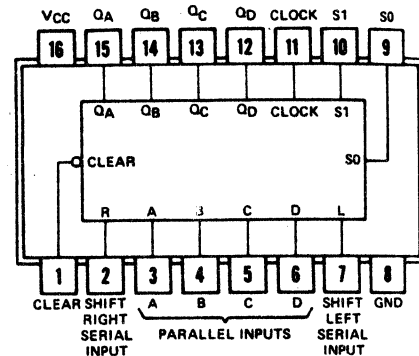 VCC QA QB QC QD CLOCK S1 S0
16 15 14 13 12 11 10 9
QA QB QC QD CLOCK S1
CLEAR S0
R A B C D L
1 2 3 4 5 6 7 8
CLEAR SHIFT RIGHT SERIAL INPUT A B C D SHIFT LEFT SERIAL INPUT GND
PARALLEL INPUTS